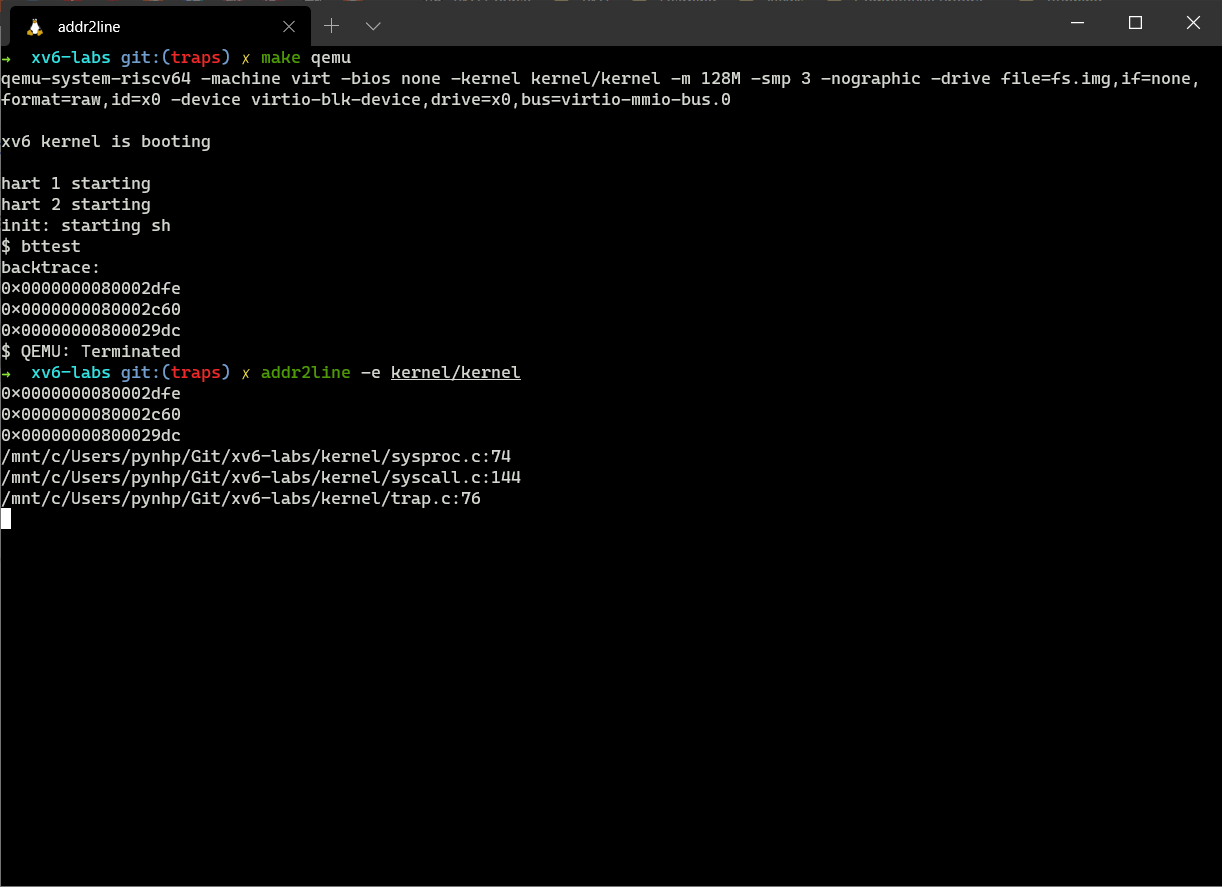 addr2line
→ xv6-labs git:(traps) ✗ make qemu
qemu-system-riscv64 -machine virt -bios none -kernel kernel/kernel -m 128M -smp 3 -nographic -drive file=fs.img,if=none,
format=raw,id=x0 -device virtio-blk-device,drive=x0,bus=virtio-mmio-bus.0
xv6 kernel is booting
hart 1 starting
hart 2 starting
init: starting sh
$ bttest
backtrace:
0x0000000080002dfe
0x0000000080002c60
0x00000000800029dc
$ QEMU: Terminated
→ xv6-labs git:(traps) ✗ addr2line -e kernel/kernel
0x0000000080002dfe
0x0000000080002c60
0x00000000800029dc
/mnt/c/Users/pynhp/Git/xv6-labs/kernel/sysproc.c:74
/mnt/c/Users/pynhp/Git/xv6-labs/kernel/syscall.c:144
/mnt/c/Users/pynhp/Git/xv6-labs/kernel/trap.c:76